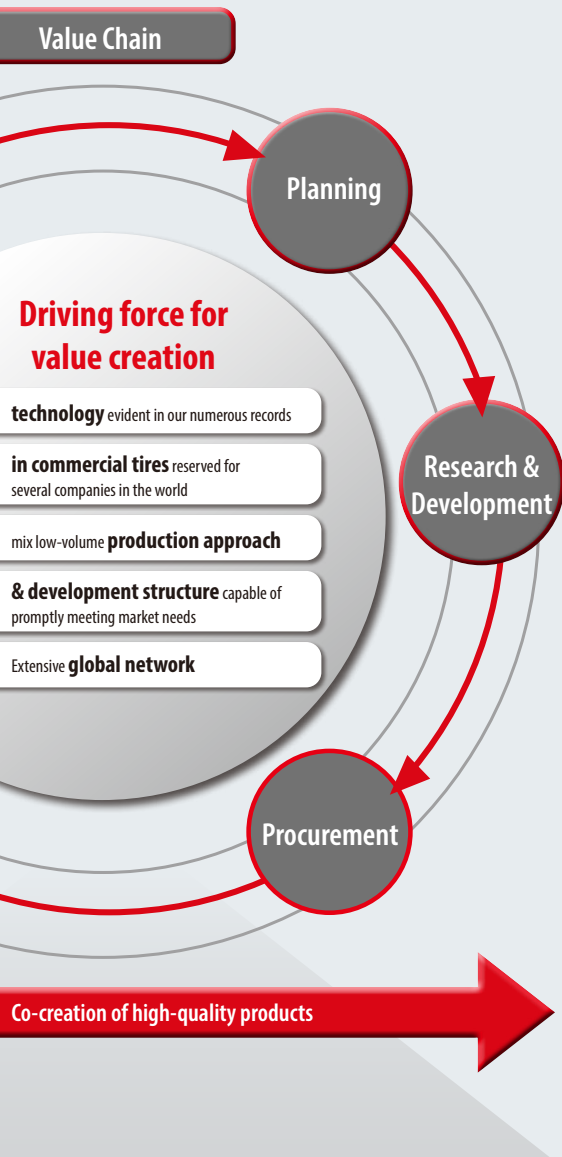 Value Chain
Planning
Driving force for
value creation
technology evident in our numerous records
in commercial tires reserved for
several companies in the world
mix low-volume production approach
& development structure capable of
promptly meeting market needs
Extensive global network
Research &
Development
Procurement
Co-creation of high-quality products